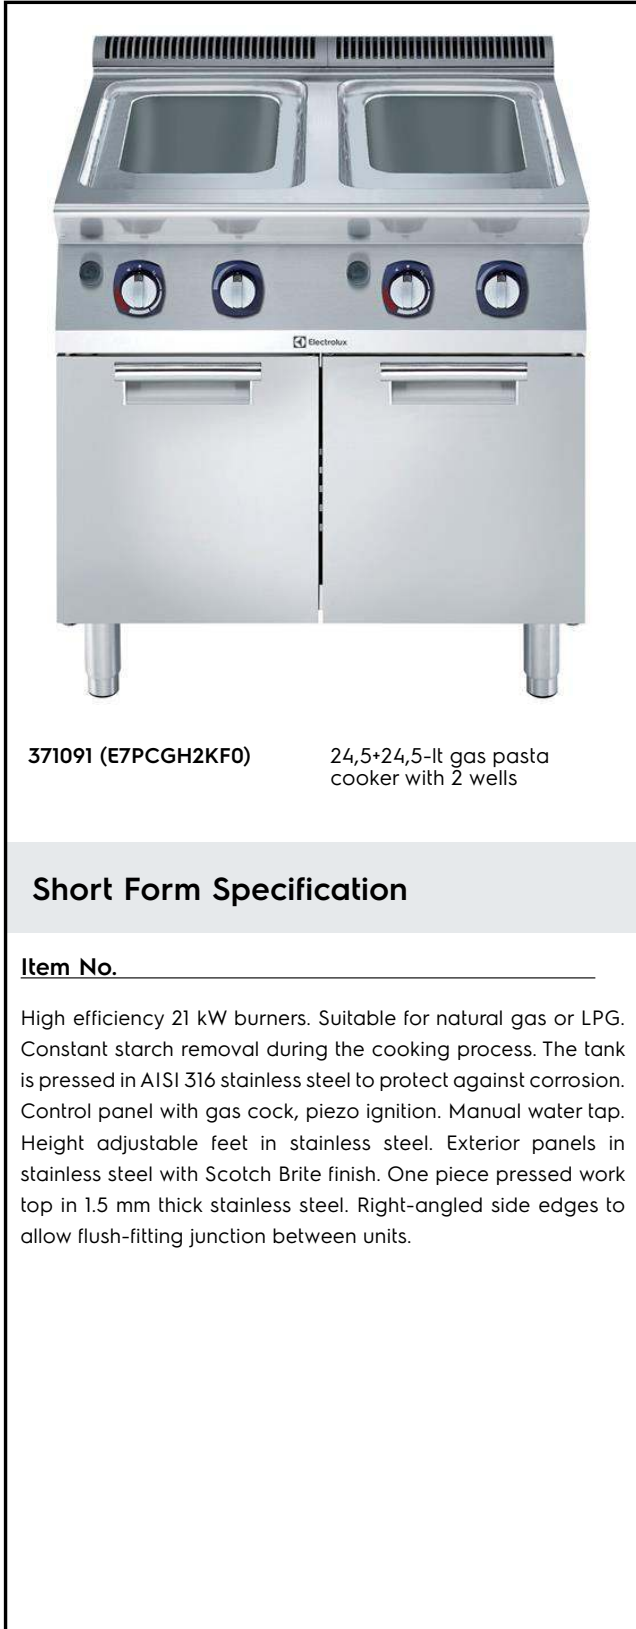 Electrolux
371091 (E7PCGH2KF0)
24,5+24,5-lt gas pasta
cooker with 2 wells
Short Form Specification
Item No.
High efficiency 21 kW burners. Suitable for natural gas or LPG.
Constant starch removal during the cooking process. The tank
is pressed in AISI 316 stainless steel to protect against corrosion.
Control panel with gas cock, piezo ignition. Manual water tap.
Height adjustable feet in stainless steel. Exterior panels in
stainless steel with Scotch Brite finish. One piece pressed work
top in 1.5 mm thick stainless steel. Right-angled side edges to
allow flush-fitting junction between units.